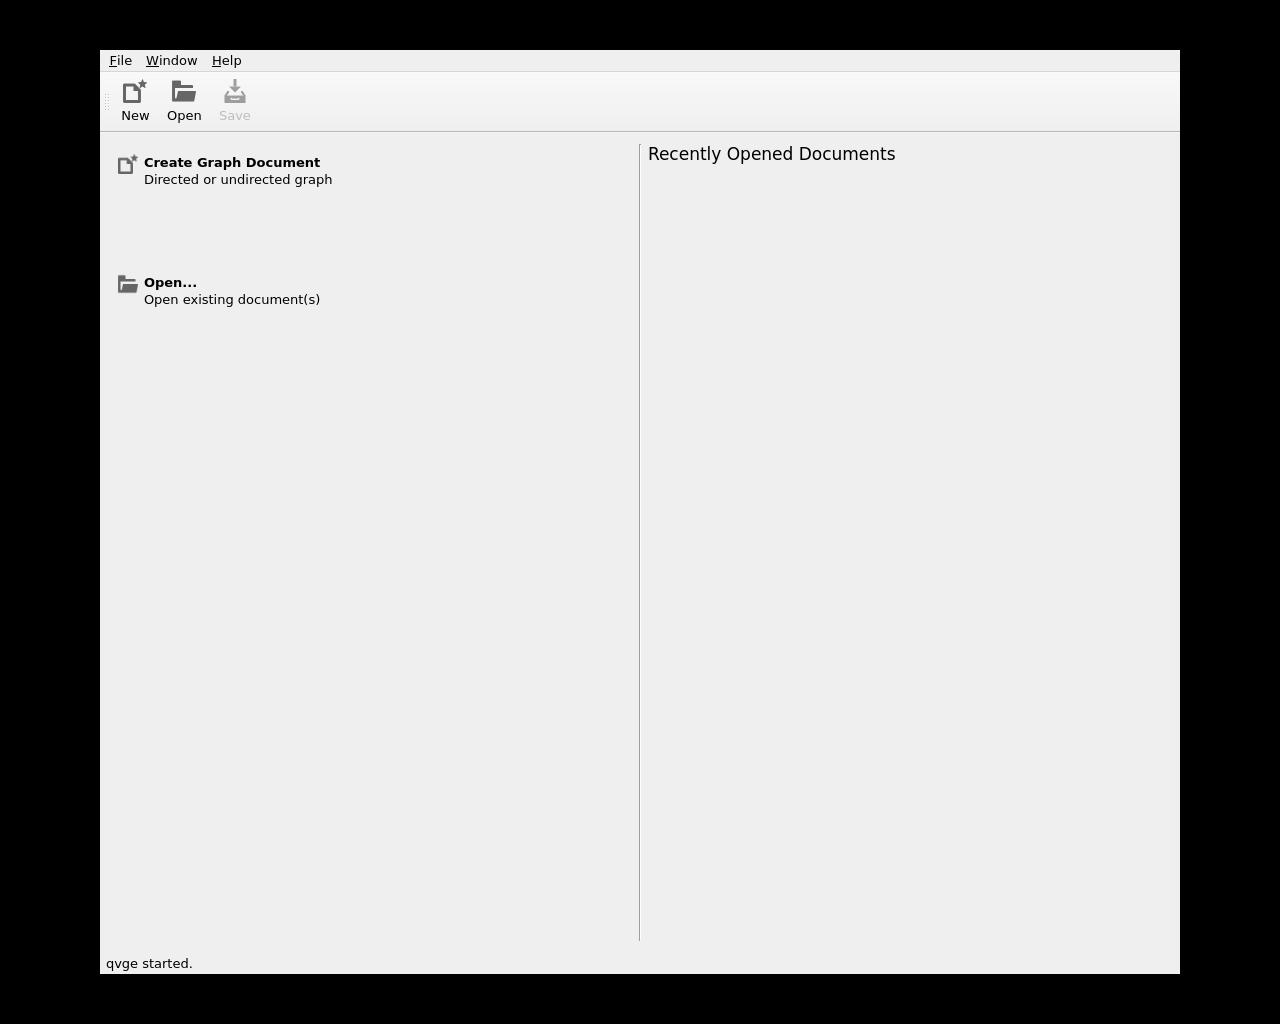 File Window Help
New Open Save
Create Graph Document
Directed or undirected graph
Open...
Open existing document(s)
Recently Opened Documents
qvge started.